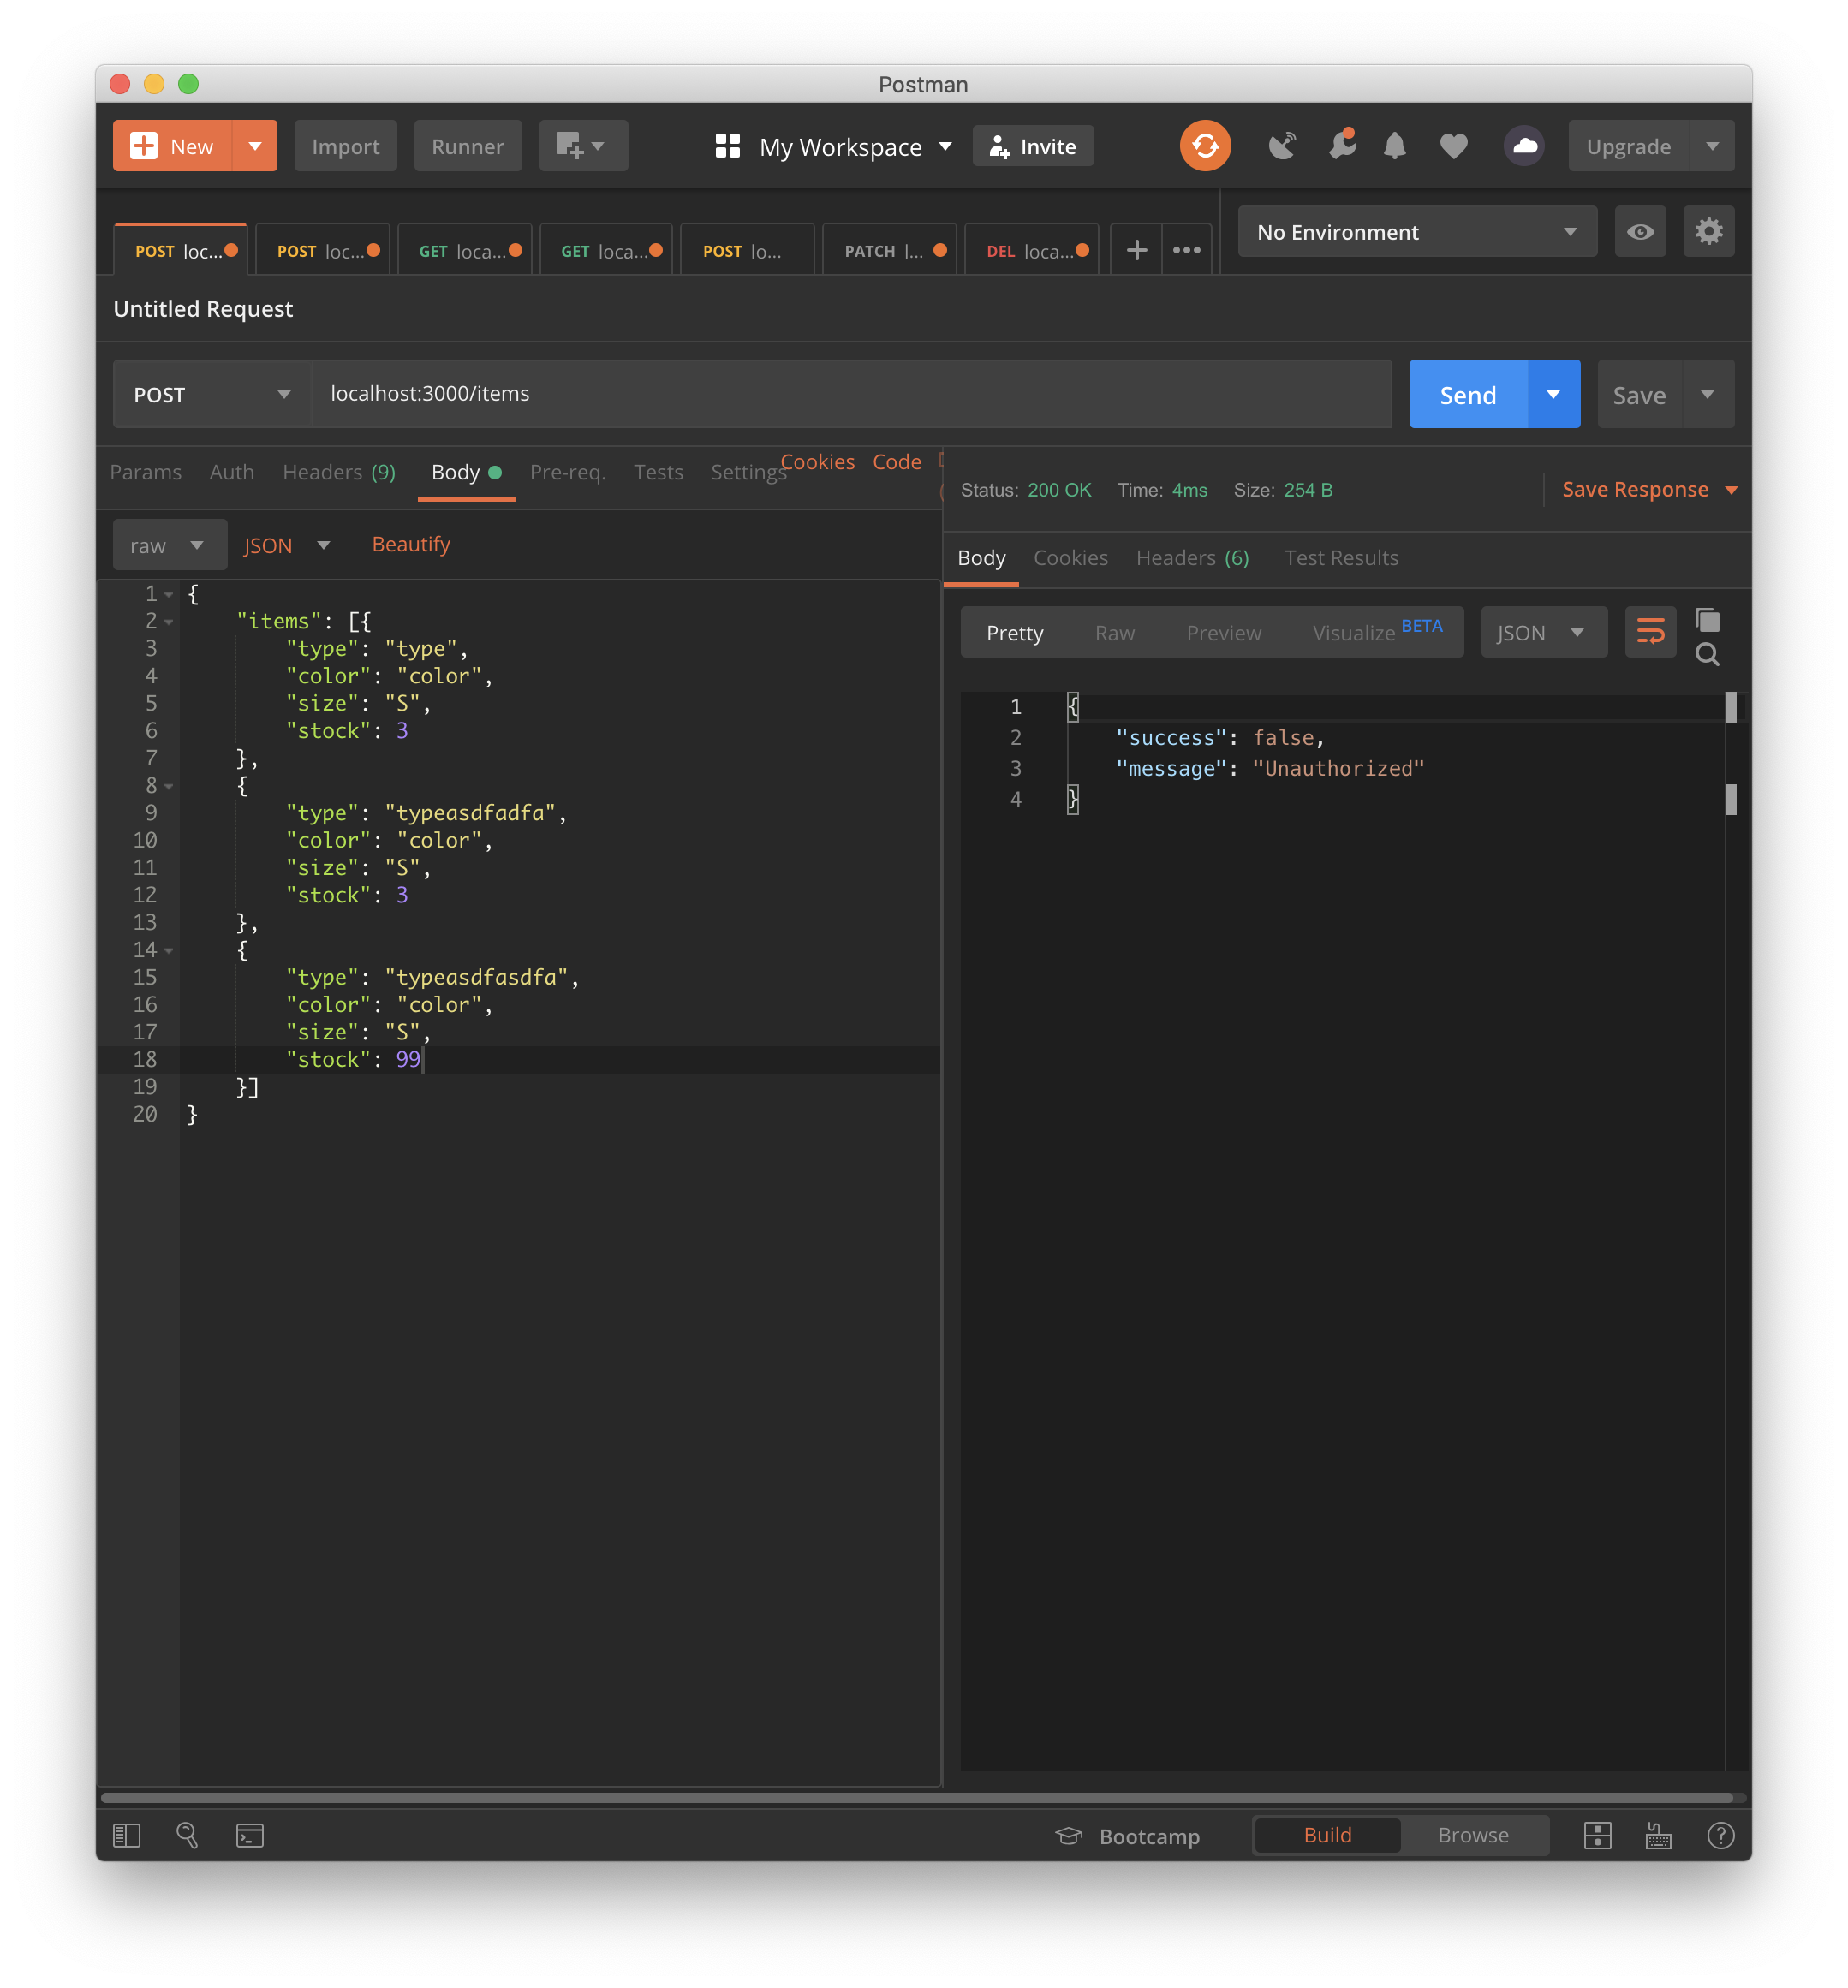 Postman
New Import Runner My Workspace Invite Upgrade
POST loc... POST loc... GET loca... GET loca... POST lo... PATCH l... DEL loca... No Environment
Untitled Request
POST localhost:3000/items Send Save
Params Auth Headers (9) Body Pre-req. Tests Settings Cookies Code
raw JSON Beautify
1 {
2 "items": [{
3 "type": "type",
4 "color": "color",
5 "size": "S",
6 "stock": 3
7 },
8 {
9 "type": "typeasdfadfa",
10 "color": "color",
11 "size": "S",
12 "stock": 3
13 },
14 {
15 "type": "typeasdfasdfa",
16 "color": "color",
17 "size": "S",
18 "stock": 99
19 }]
20 }
Status: 200 OK Time: 4ms Size: 254 B Save Response
Body Cookies Headers (6) Test Results
Pretty Raw Preview Visualize BETA JSON
1 {
2 "success": false,
3 "message": "Unauthorized"
4 }
Bootcamp Build Browse